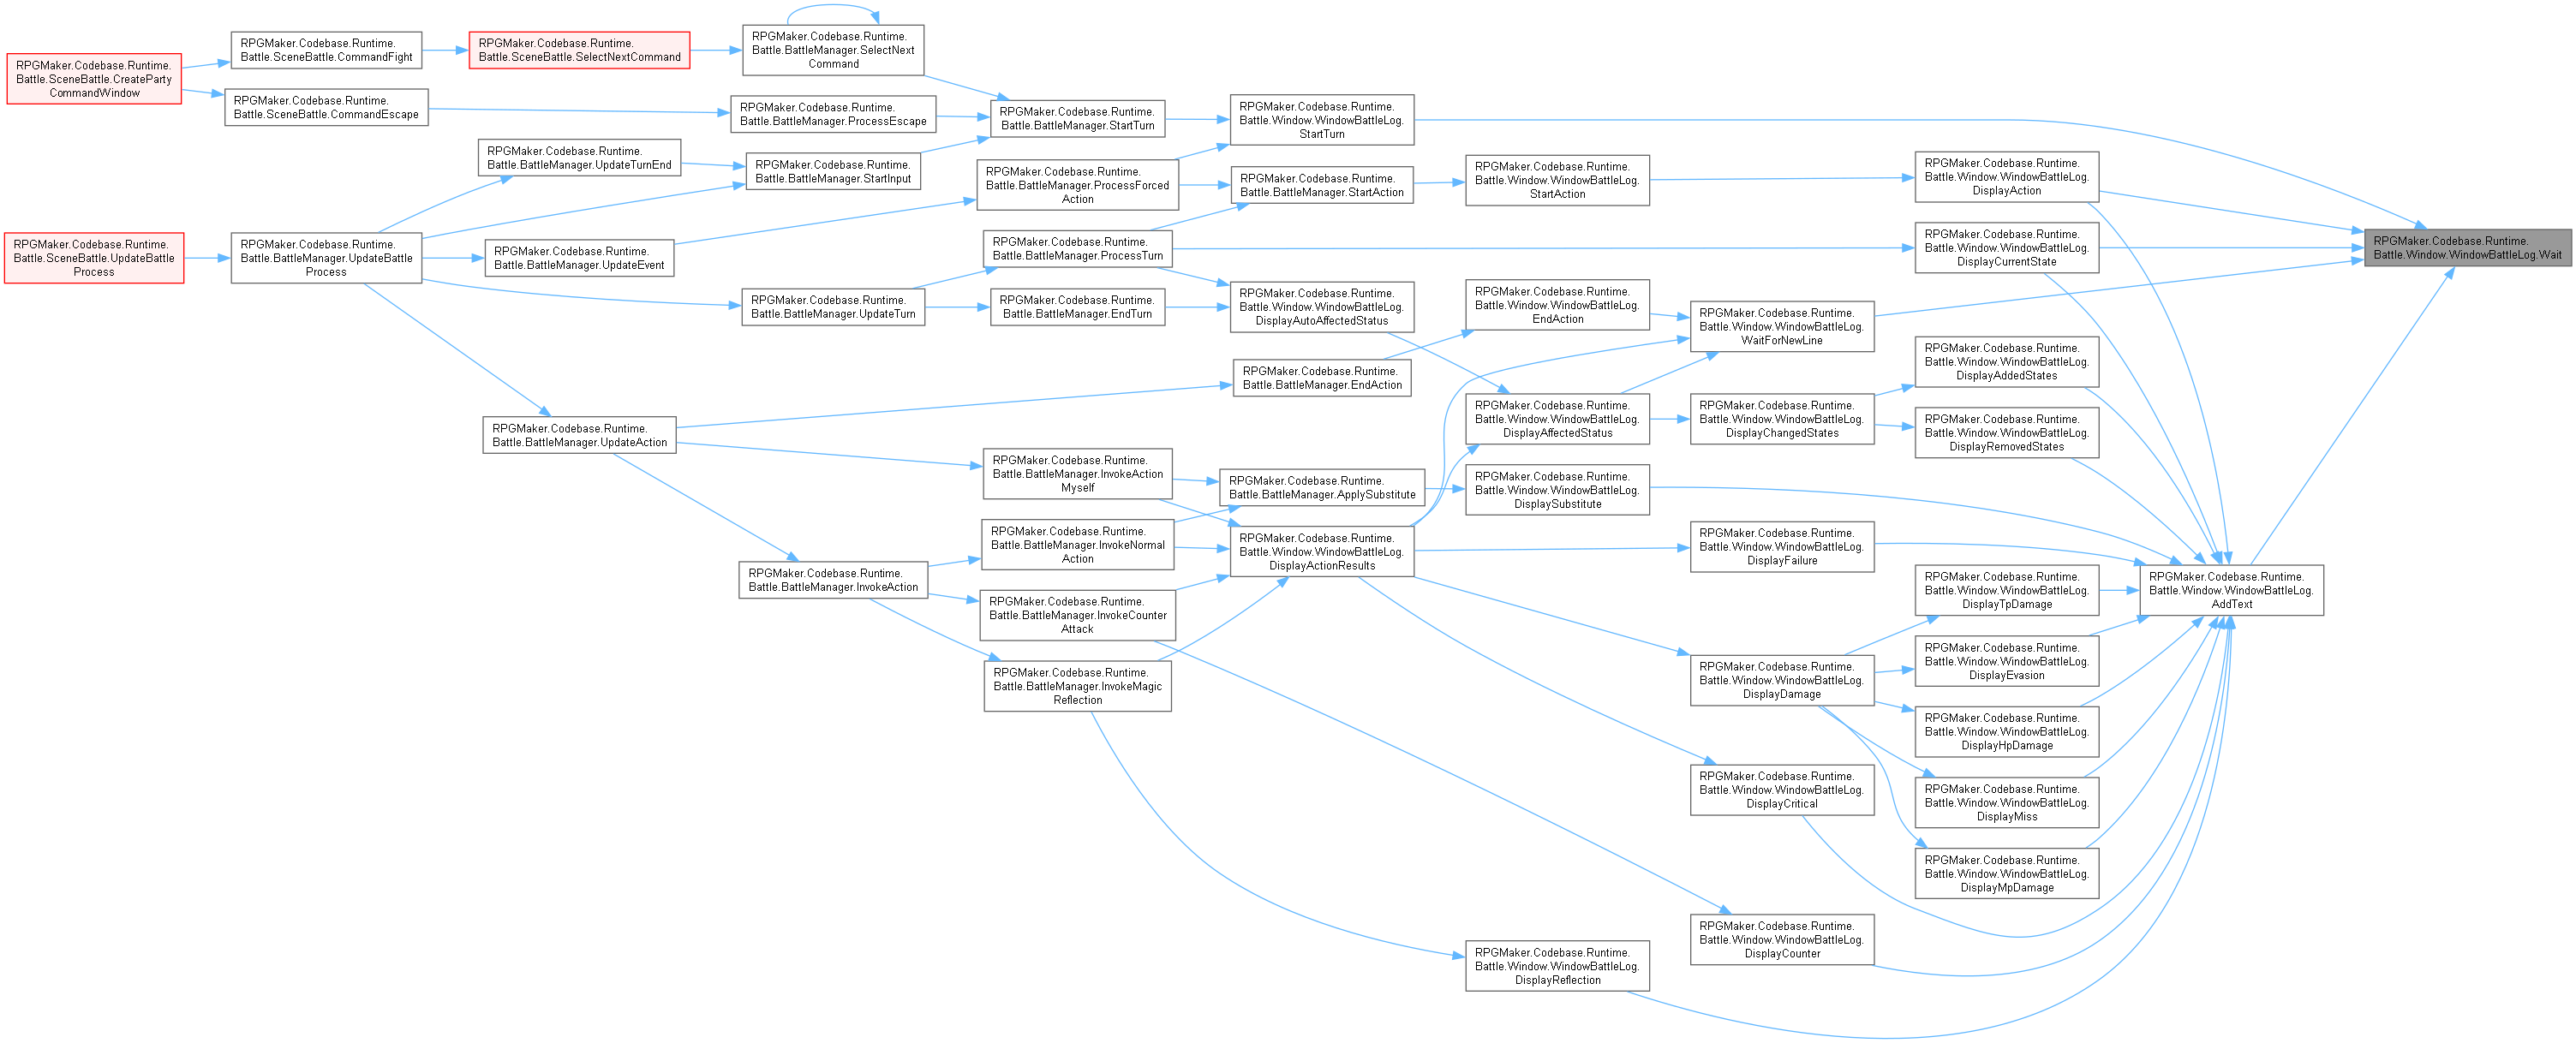 RPGMaker.Codebase.Runtime.
Battle.SceneBattle.CreateParty
CommandWindow
RPGMaker.Codebase.Runtime.
Battle.SceneBattle.UpdateBattle
Process
RPGMaker.Codebase.Runtime.
Battle.SceneBattle.CommandFight
RPGMaker.Codebase.Runtime.
Battle.SceneBattle.CommandEscape
RPGMaker.Codebase.Runtime.
Battle.BattleManager.UpdateBattle
Process
RPGMaker.Codebase.Runtime.
Battle.SceneBattle.SelectNextCommand
RPGMaker.Codebase.Runtime.
Battle.BattleManager.UpdateTurnEnd
RPGMaker.Codebase.Runtime.
Battle.BattleManager.UpdateEvent
RPGMaker.Codebase.Runtime.
Battle.BattleManager.UpdateAction
RPGMaker.Codebase.Runtime.
Battle.BattleManager.SelectNext
Command
RPGMaker.Codebase.Runtime.
Battle.BattleManager.ProcessEscape
RPGMaker.Codebase.Runtime.
Battle.BattleManager.StartInput
RPGMaker.Codebase.Runtime.
Battle.BattleManager.UpdateTurn
RPGMaker.Codebase.Runtime.
Battle.BattleManager.InvokeAction
RPGMaker.Codebase.Runtime.
Battle.BattleManager.StartTurn
RPGMaker.Codebase.Runtime.
Battle.BattleManager.ProcessForced
Action
RPGMaker.Codebase.Runtime.
Battle.BattleManager.ProcessTurn
RPGMaker.Codebase.Runtime.
Battle.BattleManager.EndTurn
RPGMaker.Codebase.Runtime.
Battle.BattleManager.InvokeAction
Myself
RPGMaker.Codebase.Runtime.
Battle.BattleManager.InvokeNormal
Action
RPGMaker.Codebase.Runtime.
Battle.BattleManager.InvokeCounter
Attack
RPGMaker.Codebase.Runtime.
Battle.BattleManager.InvokeMagic
Reflection
RPGMaker.Codebase.Runtime.
Battle.Window.WindowBattleLog.
StartTurn
RPGMaker.Codebase.Runtime.
Battle.BattleManager.StartAction
RPGMaker.Codebase.Runtime.
Battle.Window.WindowBattleLog.
DisplayAutoAffectedStatus
RPGMaker.Codebase.Runtime.
Battle.BattleManager.EndAction
RPGMaker.Codebase.Runtime.
Battle.BattleManager.ApplySubstitute
RPGMaker.Codebase.Runtime.
Battle.Window.WindowBattleLog.
DisplayActionResults
RPGMaker.Codebase.Runtime.
Battle.Window.WindowBattleLog.
StartAction
RPGMaker.Codebase.Runtime.
Battle.Window.WindowBattleLog.
EndAction
RPGMaker.Codebase.Runtime.
Battle.Window.WindowBattleLog.
DisplayAffectedStatus
RPGMaker.Codebase.Runtime.
Battle.Window.WindowBattleLog.
DisplaySubstitute
RPGMaker.Codebase.Runtime.
Battle.Window.WindowBattleLog.
DisplayReflection
RPGMaker.Codebase.Runtime.
Battle.Window.WindowBattleLog.
WaitForNewLine
RPGMaker.Codebase.Runtime.
Battle.Window.WindowBattleLog.
DisplayChangedStates
RPGMaker.Codebase.Runtime.
Battle.Window.WindowBattleLog.
DisplayFailure
RPGMaker.Codebase.Runtime.
Battle.Window.WindowBattleLog.
DisplayDamage
RPGMaker.Codebase.Runtime.
Battle.Window.WindowBattleLog.
DisplayCritical
RPGMaker.Codebase.Runtime.
Battle.Window.WindowBattleLog.
DisplayCounter
RPGMaker.Codebase.Runtime.
Battle.Window.WindowBattleLog.
DisplayAction
RPGMaker.Codebase.Runtime.
Battle.Window.WindowBattleLog.
DisplayCurrentState
RPGMaker.Codebase.Runtime.
Battle.Window.WindowBattleLog.
DisplayAddedStates
RPGMaker.Codebase.Runtime.
Battle.Window.WindowBattleLog.
DisplayRemovedStates
RPGMaker.Codebase.Runtime.
Battle.Window.WindowBattleLog.
DisplayTpDamage
RPGMaker.Codebase.Runtime.
Battle.Window.WindowBattleLog.
DisplayEvasion
RPGMaker.Codebase.Runtime.
Battle.Window.WindowBattleLog.
DisplayHpDamage
RPGMaker.Codebase.Runtime.
Battle.Window.WindowBattleLog.
DisplayMiss
RPGMaker.Codebase.Runtime.
Battle.Window.WindowBattleLog.
DisplayMpDamage
RPGMaker.Codebase.Runtime.
Battle.Window.WindowBattleLog.
AddText
RPGMaker.Codebase.Runtime.
Battle.Window.WindowBattleLog.Wait